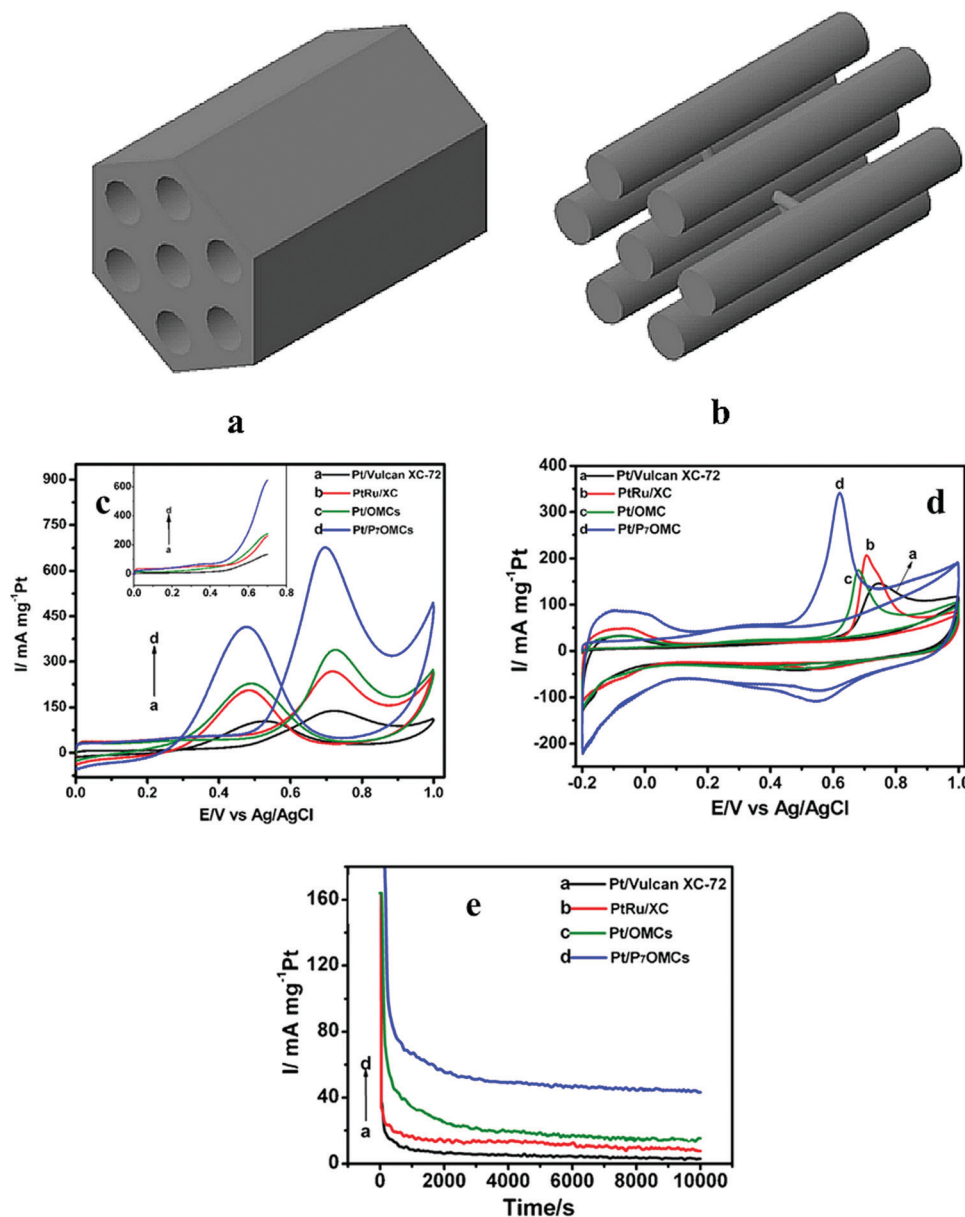 a
b
c
d
a
600
400
200
0
0.0
0.2
0.4
0.6
0.8
a Pt/Vulcan XC-72
b PtRu/XC
c Pt/OMCs
d Pt/P₇OMCs
d
a
900
750
600
450
300
150
0
I/ mA mg⁻¹Pt
0.0 0.2 0.4 0.6 0.8 1.0
E/V vs Ag/AgCl
d
a Pt/Vulcan XC-72
b PtRu/XC
c Pt/OMC
d Pt/P₇OMC
d
b
a
c
400
300
200
100
0
-100
-200
I/ mA mg⁻¹Pt
-0.2 0.0 0.2 0.4 0.6 0.8 1.0
E/V vs Ag/AgCl
e
a Pt/Vulcan XC-72
b PtRu/XC
c Pt/OMCs
d Pt/P₇OMCs
d
a
160
120
80
40
0
I/ mA mg⁻¹Pt
0 2000 4000 6000 8000 10000
Time/s